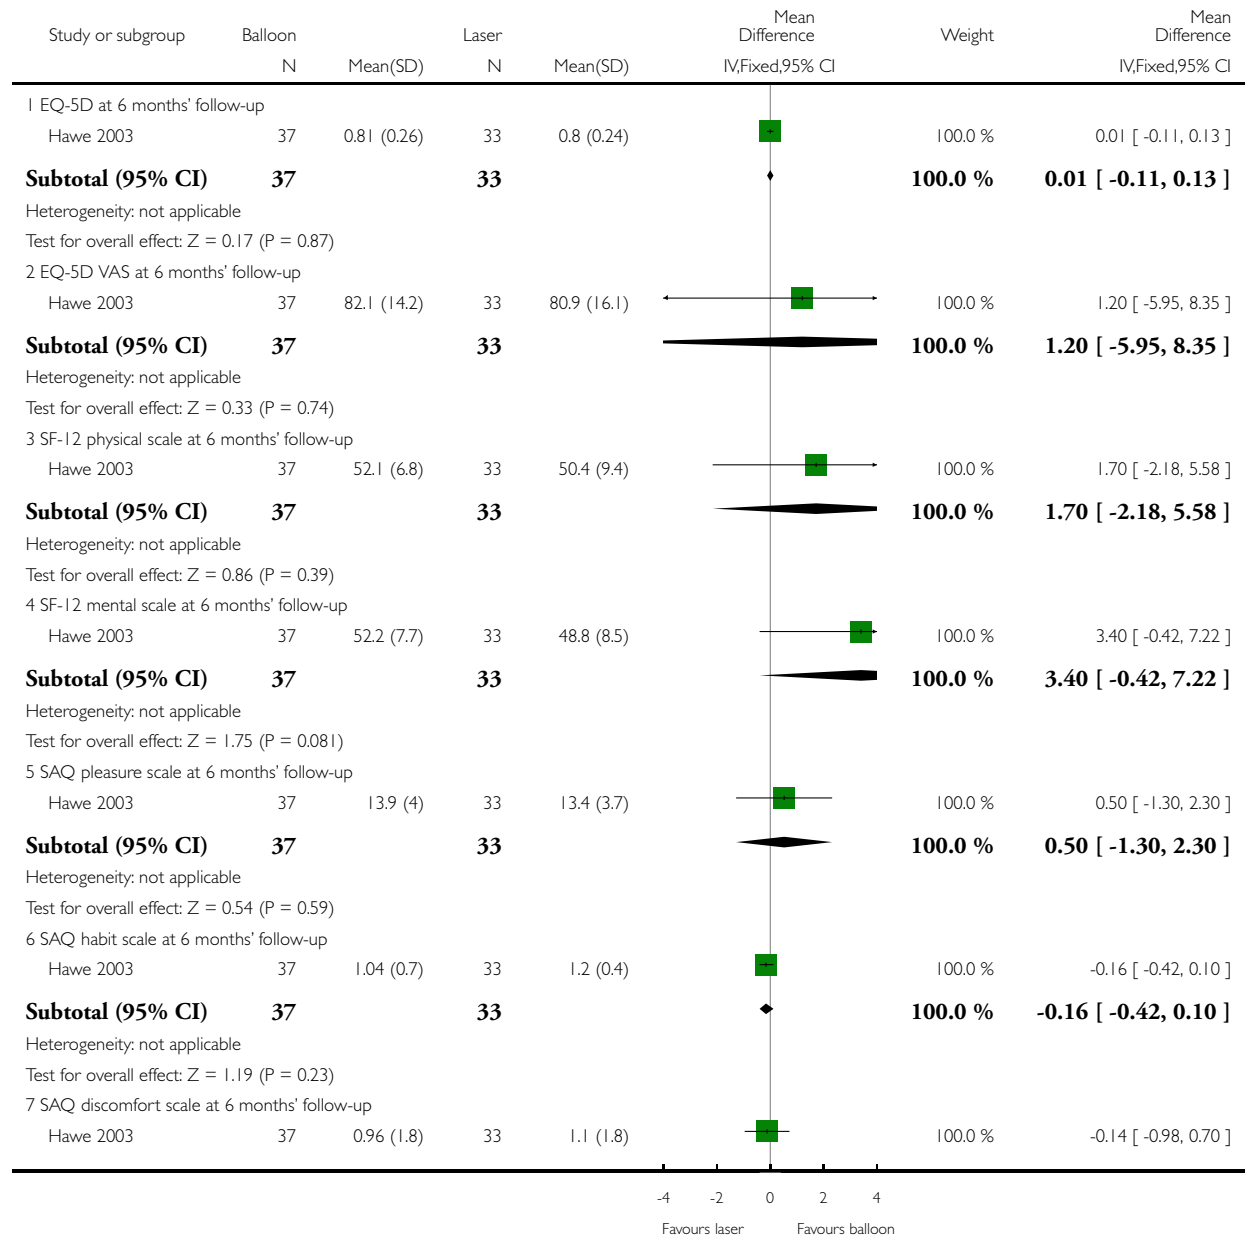 Study or subgroup Balloon Laser Mean Difference Weight Mean Difference
N Mean(SD) N Mean(SD) IV,Fixed,95% CI IV,Fixed,95% CI
1 EQ-5D at 6 months' follow-up
Hawe 2003 37 0.81 (0.26) 33 0.8 (0.24) 100.0 % 0.01 [ -0.11, 0.13 ]
Subtotal (95% CI) 37 33 100.0 % 0.01 [ -0.11, 0.13 ]
Heterogeneity: not applicable
Test for overall effect: Z = 0.17 (P = 0.87)
2 EQ-5D VAS at 6 months' follow-up
Hawe 2003 37 82.1 (14.2) 33 80.9 (16.1) 100.0 % 1.20 [ -5.95, 8.35 ]
Subtotal (95% CI) 37 33 100.0 % 1.20 [ -5.95, 8.35 ]
Heterogeneity: not applicable
Test for overall effect: Z = 0.33 (P = 0.74)
3 SF-12 physical scale at 6 months' follow-up
Hawe 2003 37 52.1 (6.8) 33 50.4 (9.4) 100.0 % 1.70 [ -2.18, 5.58 ]
Subtotal (95% CI) 37 33 100.0 % 1.70 [ -2.18, 5.58 ]
Heterogeneity: not applicable
Test for overall effect: Z = 0.86 (P = 0.39)
4 SF-12 mental scale at 6 months' follow-up
Hawe 2003 37 52.2 (7.7) 33 48.8 (8.5) 100.0 % 3.40 [ -0.42, 7.22 ]
Subtotal (95% CI) 37 33 100.0 % 3.40 [ -0.42, 7.22 ]
Heterogeneity: not applicable
Test for overall effect: Z = 1.75 (P = 0.081)
5 SAQ pleasure scale at 6 months' follow-up
Hawe 2003 37 13.9 (4) 33 13.4 (3.7) 100.0 % 0.50 [ -1.30, 2.30 ]
Subtotal (95% CI) 37 33 100.0 % 0.50 [ -1.30, 2.30 ]
Heterogeneity: not applicable
Test for overall effect: Z = 0.54 (P = 0.59)
6 SAQ habit scale at 6 months' follow-up
Hawe 2003 37 1.04 (0.7) 33 1.2 (0.4) 100.0 % -0.16 [ -0.42, 0.10 ]
Subtotal (95% CI) 37 33 100.0 % -0.16 [ -0.42, 0.10 ]
Heterogeneity: not applicable
Test for overall effect: Z = 1.19 (P = 0.23)
7 SAQ discomfort scale at 6 months' follow-up
Hawe 2003 37 0.96 (1.8) 33 1.1 (1.8) 100.0 % -0.14 [ -0.98, 0.70 ]
-4 -2 0 2 4
Favours laser Favours balloon